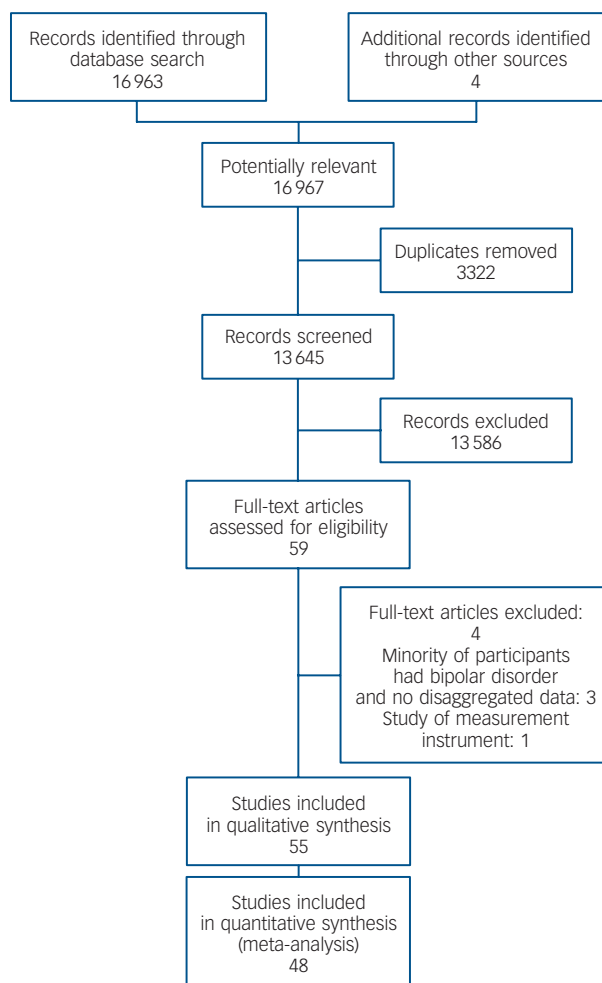 Records identified through
database search
16 963
Additional records identified
through other sources
4
Potentially relevant
16 967
Duplicates removed
3322
Records screened
13 645
Records excluded
13 586
Full-text articles
assessed for eligibility
59
Full-text articles excluded:
4
Minority of participants
had bipolar disorder
and no disaggregated data: 3
Study of measurement
instrument: 1
Studies included
in qualitative synthesis
55
Studies included
in quantitative synthesis
(meta-analysis)
48